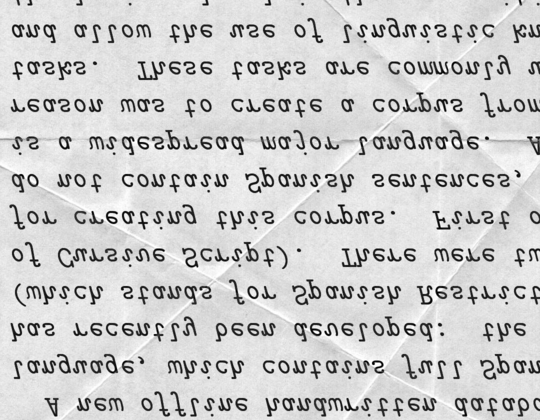 A new offline handwritten databa
language, which contains full Span
has recently been developed: the
(which stands for Spanish Restrict
of Cursive Script). There were tw
for creating this corpus. First o
do not contain Spanish sentences,
is a widespread major language. A
reason was to create a corpus from
tasks. These tasks are commonly u
and allow the use of linguistic kn